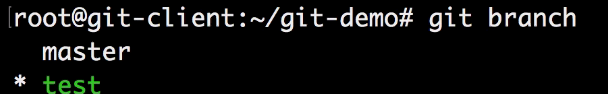 [root@git-client:~/git-demo# git branch
  master
* test